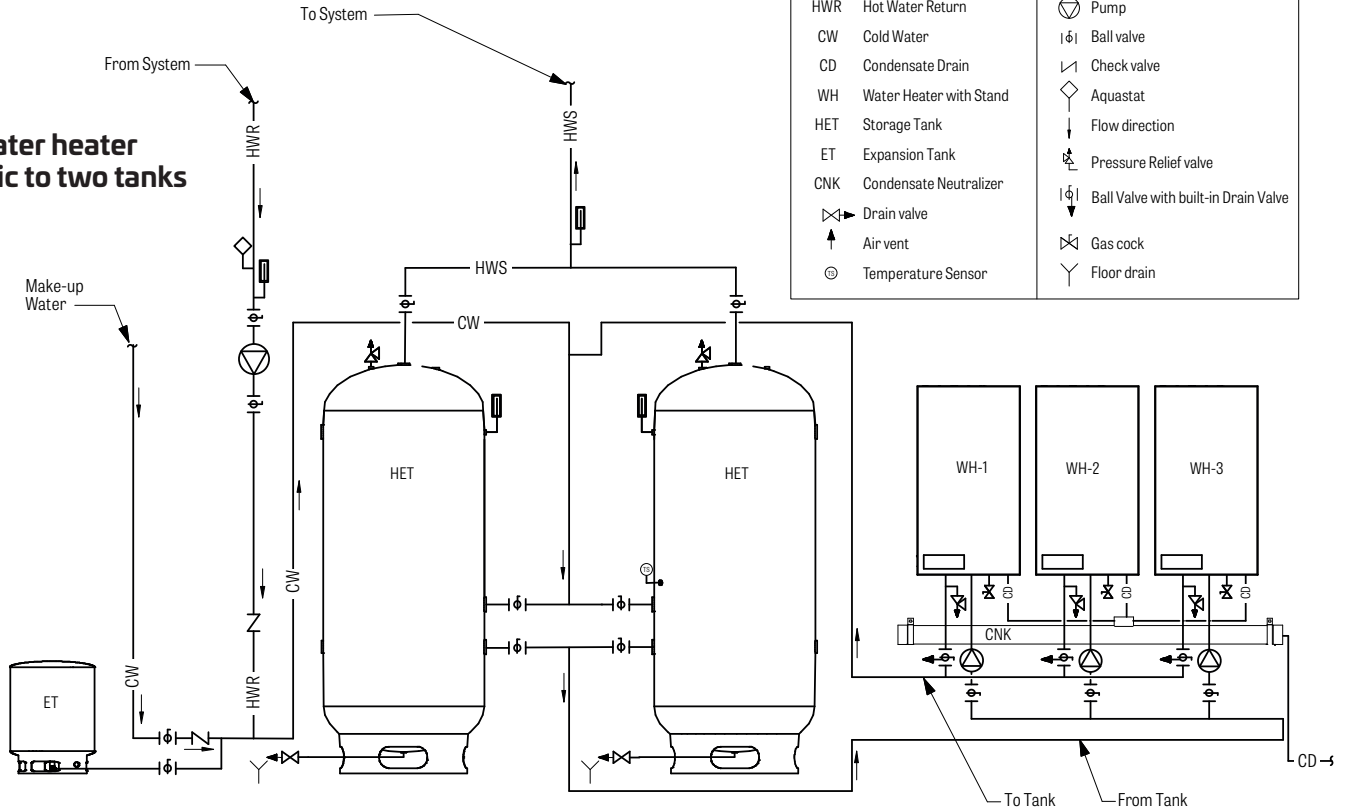 To System
From System
ater heater
ic to two tanks
Make-up
Water
HWR Hot Water Return
CW Cold Water
CD Condensate Drain
WH Water Heater with Stand
HET Storage Tank
ET Expansion Tank
CNK Condensate Neutralizer
Drain valve
Air vent
TS Temperature Sensor
Pump
Ball valve
Check valve
Aquastat
Flow direction
Pressure Relief valve
Ball Valve with built-in Drain Valve
Gas cock
Floor drain
HWR
HWS
HWS
CW
HET
HET
WH-1
WH-2
WH-3
TS
CW
CD
CD
CD
CNK
CW
HWR
ET
CD
To Tank
From Tank